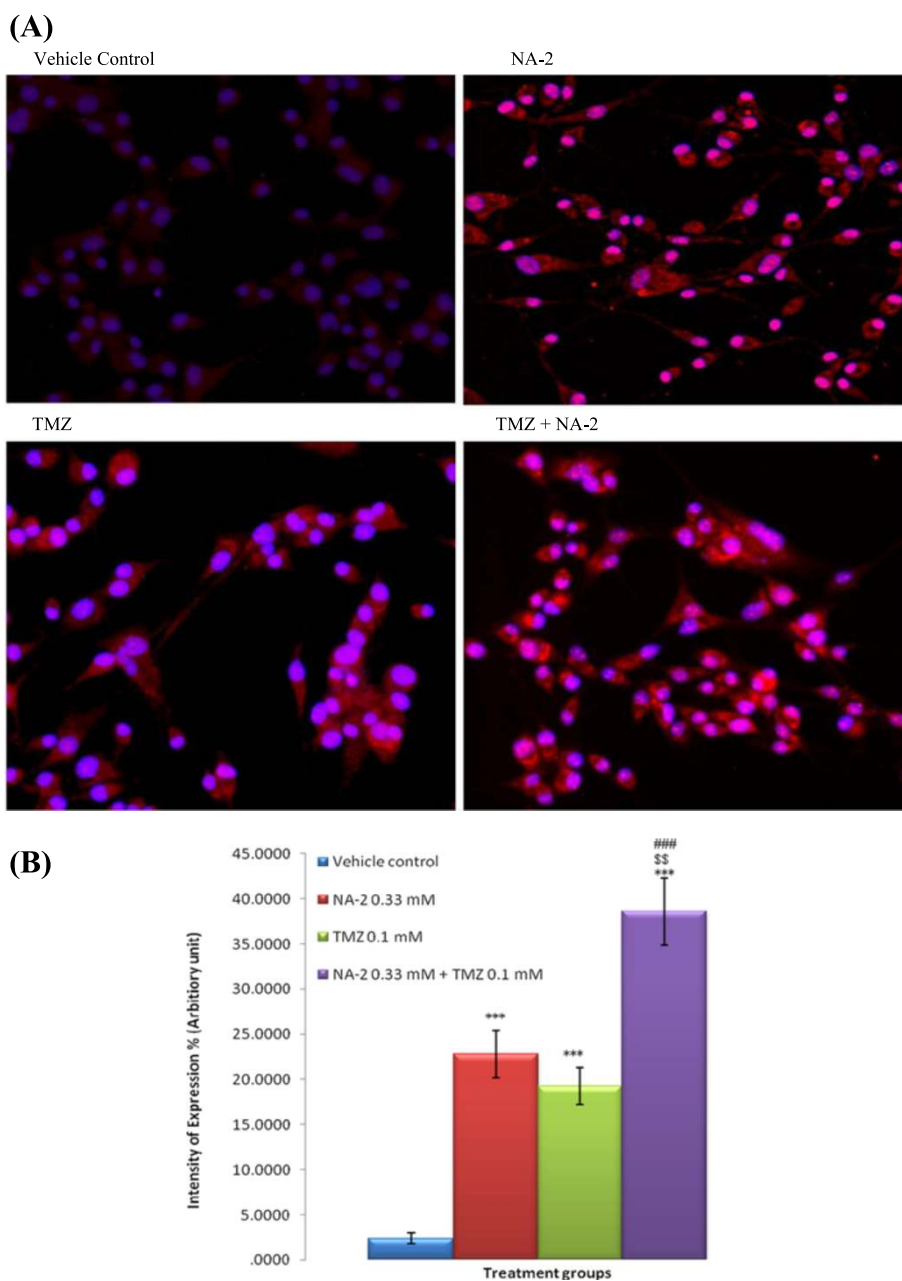 (A)
Vehicle Control
NA-2
TMZ
TMZ + NA-2
(B)
Intensity of Expression % (Arbitiory unit)
45.0000
40.0000
35.0000
30.0000
25.0000
20.0000
15.0000
10.0000
5.0000
.0000
Vehicle control
NA-2 0.33 mM
TMZ 0.1 mM
NA-2 0.33 mM + TMZ 0.1 mM
***
***
###
$$
***
Treatment groups